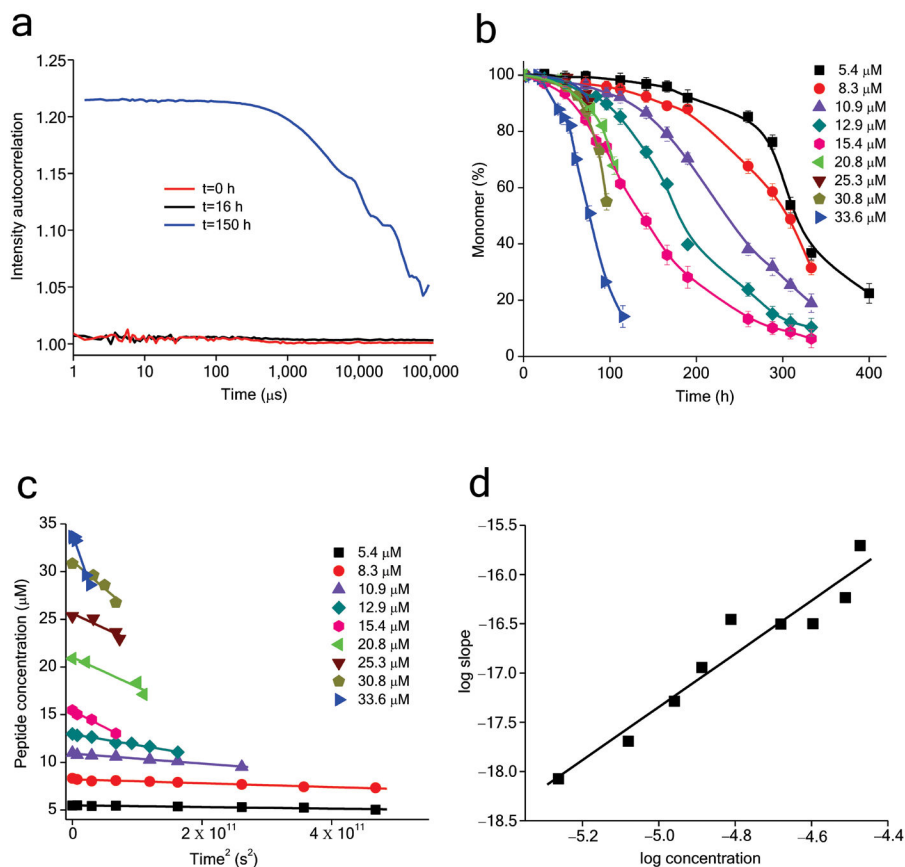 a
1.25
1.20
1.15
1.10
1.05
1.00
Intensity autocorrelation
t=0 h
t=16 h
t=150 h
1 10 100 1,000 10,000 100,000
Time (μs)
b
100
80
60
40
20
0
Monomer (%)
5.4 μM
8.3 μM
10.9 μM
12.9 μM
15.4 μM
20.8 μM
25.3 μM
30.8 μM
33.6 μM
0 100 200 300 400
Time (h)
c
35
30
25
20
15
10
5
Peptide concentration (μM)
5.4 μM
8.3 μM
10.9 μM
12.9 μM
15.4 μM
20.8 μM
25.3 μM
30.8 μM
33.6 μM
0 2 x 10¹¹ 4 x 10¹¹
Time² (s²)
d
−15.5
−16.0
−16.5
−17.0
−17.5
−18.0
−18.5
log slope
−5.2 −5.0 −4.8 −4.6 −4.4
log concentration